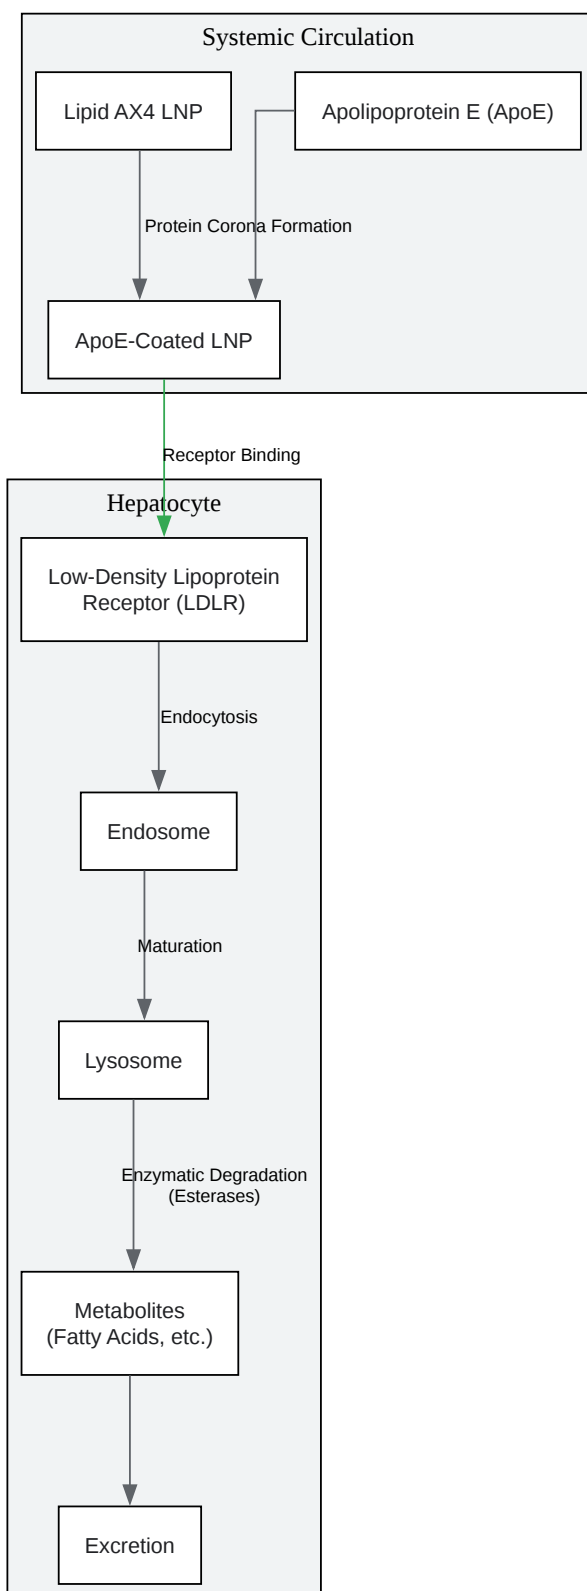 Systemic Circulation
Lipid AX4 LNP
Apolipoprotein E (ApoE)
Protein Corona Formation
ApoE-Coated LNP
Receptor Binding
Hepatocyte
Low-Density Lipoprotein
Receptor (LDLR)
Endocytosis
Endosome
Maturation
Lysosome
Enzymatic Degradation
(Esterases)
Metabolites
(Fatty Acids, etc.)
Excretion